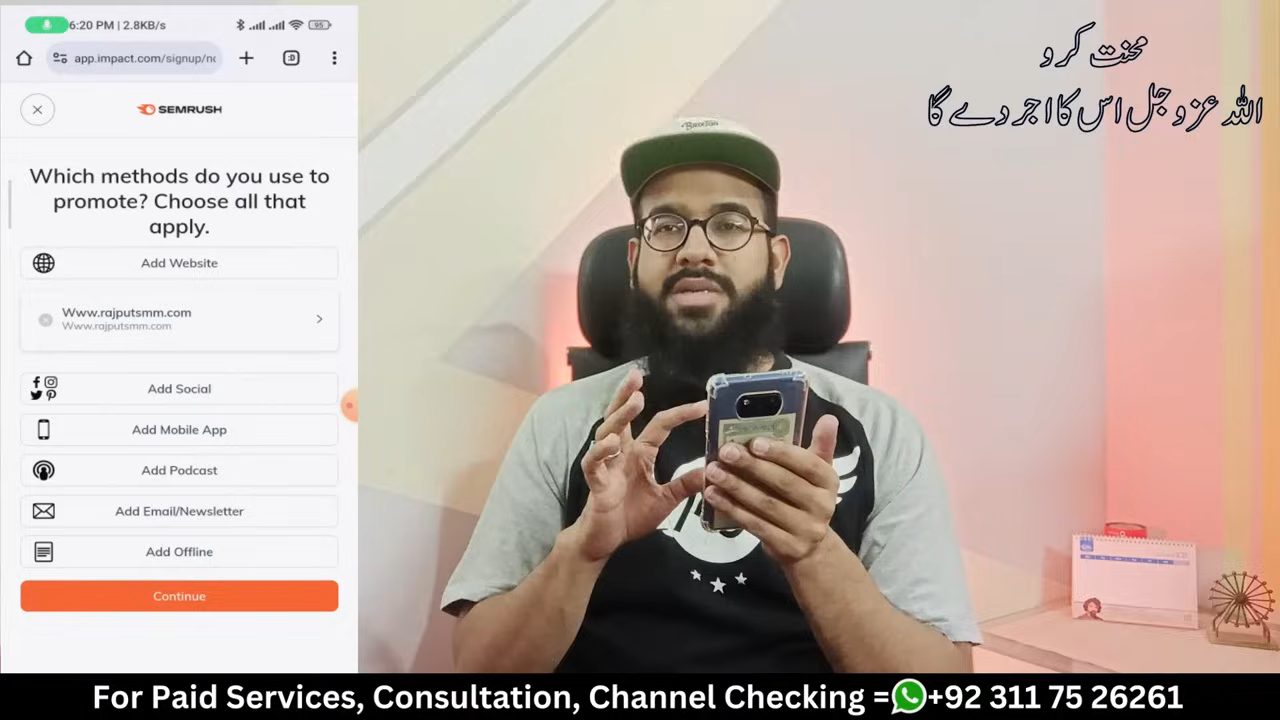 6:20 PM | 2.8KB/s
95
app.impact.com/signup/nc
:D
SEMRUSH
Which methods do you use to
promote? Choose all that
apply.
Add Website
Www.rajputsmm.com
Www.rajputsmm.com
Add Social
Add Mobile App
Add Podcast
Add Email/Newsletter
Add Offline
Continue
محنت کرو
اللہ عزوجل اس کا اجر دے گا
BRIXTON
For Paid Services, Consultation, Channel Checking = +92 311 75 26261